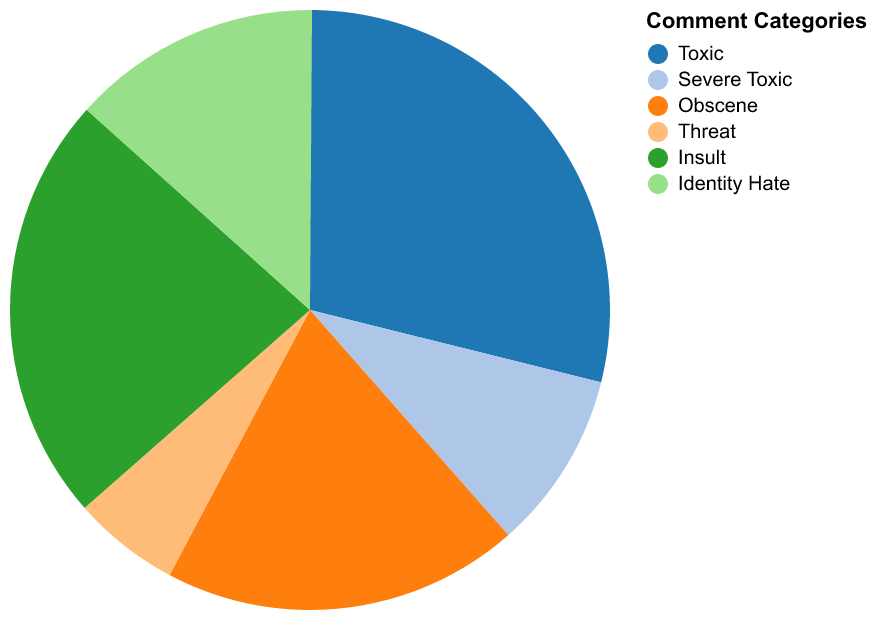 Comment Categories
Toxic
Severe Toxic
Obscene
Threat
Insult
Identity Hate